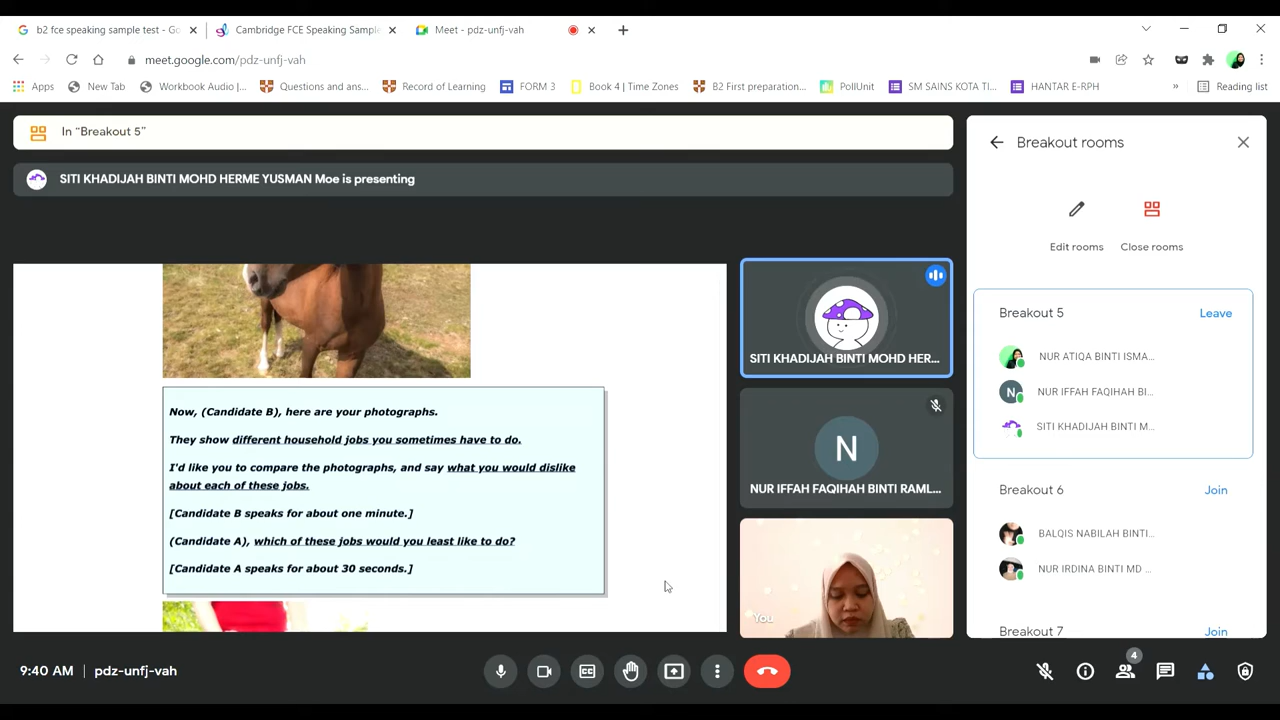 b2 fce speaking sample test - Go
Cambridge FCE Speaking Sample
Meet - pdz-unfj-vah
meet.google.com/pdz-unfj-vah
Apps
New Tab
Workbook Audio |...
Questions and ans...
Record of Learning
FORM 3
Book 4 | Time Zones
B2 First preparation...
PollUnit
SM SAINS KOTA TI...
HANTAR E-RPH
»
Reading list
In “Breakout 5”
SITI KHADIJAH BINTI MOHD HERME YUSMAN Moe is presenting
Now, (Candidate B), here are your photographs.
They show different household jobs you sometimes have to do.
I'd like you to compare the photographs, and say what you would dislike
about each of these jobs.
[Candidate B speaks for about one minute.]
(Candidate A), which of these jobs would you least like to do?
[Candidate A speaks for about 30 seconds.]
SITI KHADIJAH BINTI MOHD HER...
N
NUR IFFAH FAQIHAH BINTI RAML...
You
Breakout rooms
Edit rooms
Close rooms
Breakout 5
Leave
NUR ATIQA BINTI ISMA...
N
NUR IFFAH FAQIHAH BI...
SITI KHADIJAH BINTI M...
Breakout 6
Join
BALQIS NABILAH BINTI...
NUR IRDINA BINTI MD ...
Breakout 7
Join
9:40 AM
pdz-unfj-vah
4